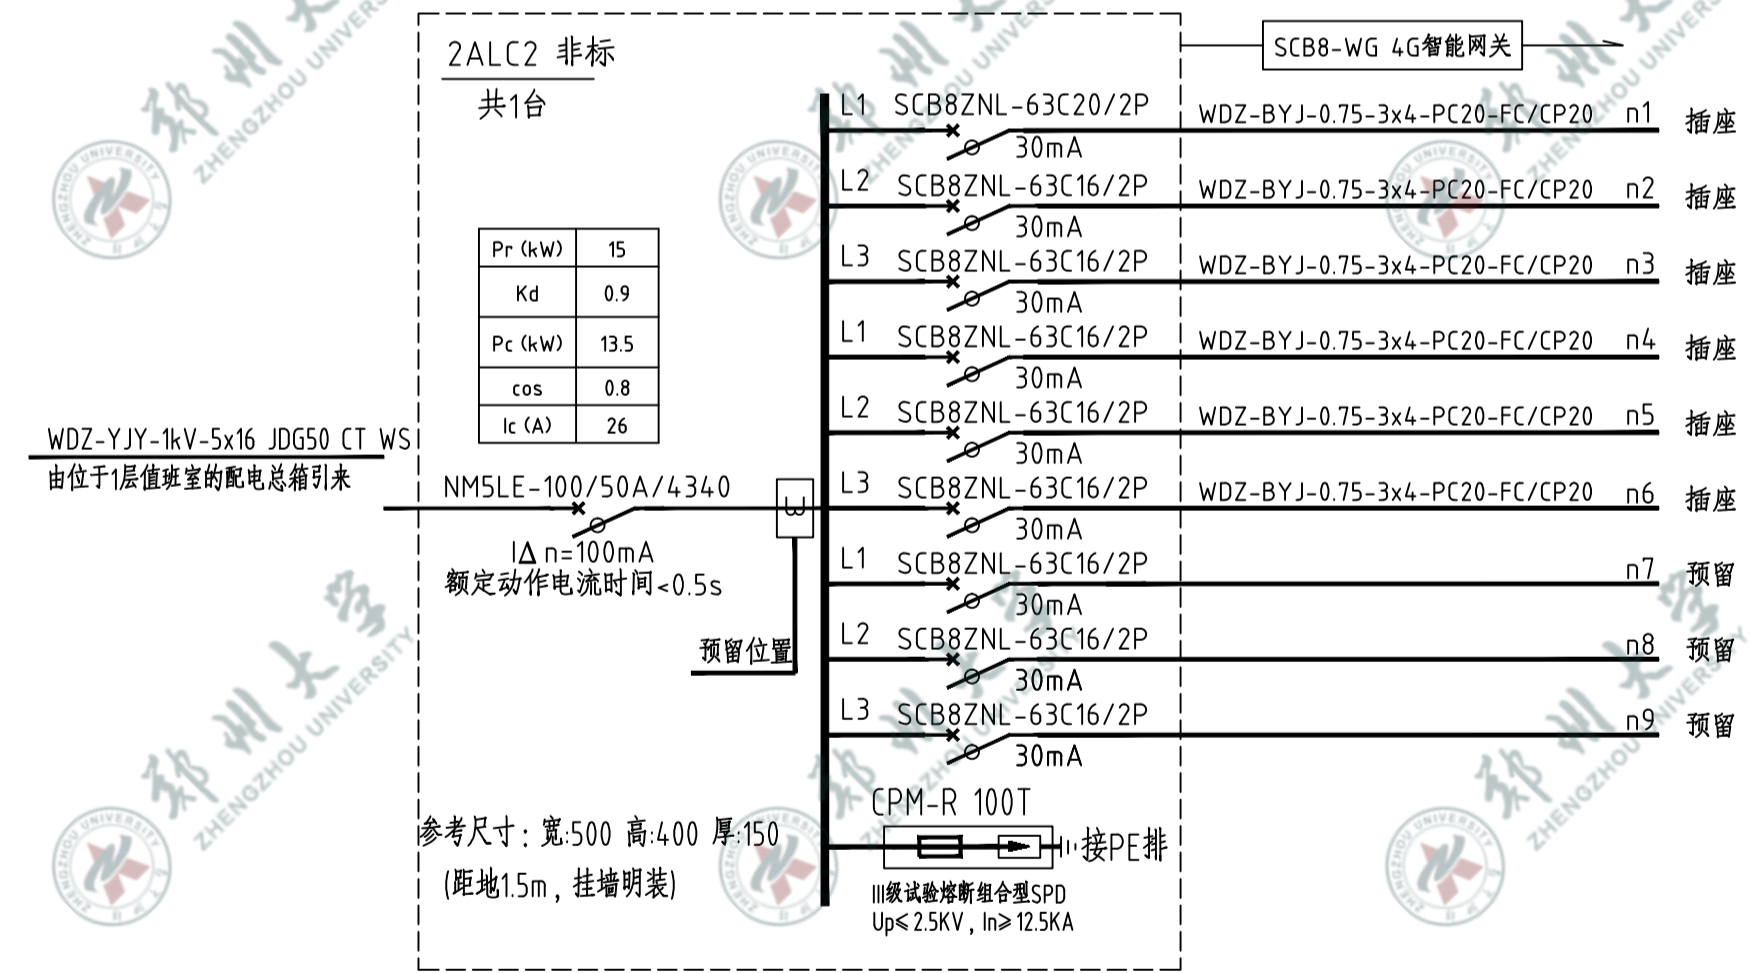 2ALC2 非标
共1台
SCB8-WG 4G智能网关
Pr(kW) 15
Kd 0.9
Pc(kW) 13.5
cos 0.8
Ic(A) 26
WDZ-YJY-1kV-5x16 JDG50 CT WS
由位于1层值班室的配电总箱引来
NM5LE-100/50A/4340
IΔn=100mA
额定动作电流时间<0.5s
预留位置
L1 SCB8ZNL-63C20/2P WDZ-BYJ-0.75-3x4-PC20-FC/CP20 n1 插座
30mA
L2 SCB8ZNL-63C16/2P WDZ-BYJ-0.75-3x4-PC20-FC/CP20 n2 插座
30mA
L3 SCB8ZNL-63C16/2P WDZ-BYJ-0.75-3x4-PC20-FC/CP20 n3 插座
30mA
L1 SCB8ZNL-63C16/2P WDZ-BYJ-0.75-3x4-PC20-FC/CP20 n4 插座
30mA
L2 SCB8ZNL-63C16/2P WDZ-BYJ-0.75-3x4-PC20-FC/CP20 n5 插座
30mA
L3 SCB8ZNL-63C16/2P WDZ-BYJ-0.75-3x4-PC20-FC/CP20 n6 插座
30mA
L1 SCB8ZNL-63C16/2P n7 预留
30mA
L2 SCB8ZNL-63C16/2P n8 预留
30mA
L3 SCB8ZNL-63C16/2P n9 预留
30mA
CPM-R 100T
接PE排
III级试验熔断组合型SPD
Up≤2.5KV,In≥12.5KA
参考尺寸:宽:500 高:400 厚:150
(距地1.5m,挂墙明装)
郑州大学
ZHENGZHOU UNIVERSITY